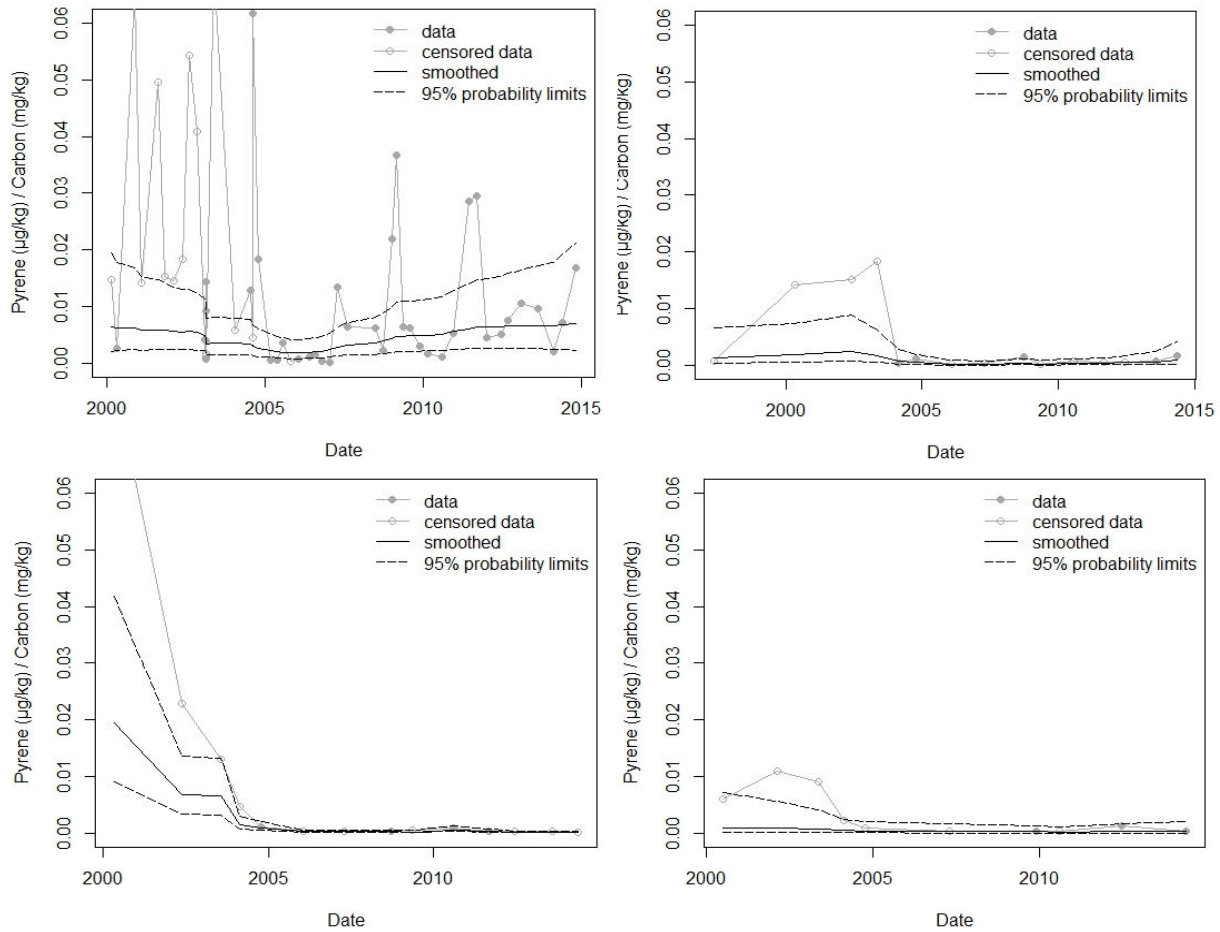 Pyrene (µg/kg) / Carbon (mg/kg)
0.06
0.05
0.04
0.03
0.02
0.01
0.00
data
censored data
smoothed
95% probability limits
2000
2005
2010
2015
Date
Pyrene (µg/kg) / Carbon (mg/kg)
0.06
0.05
0.04
0.03
0.02
0.01
0.00
data
censored data
smoothed
95% probability limits
2000
2005
2010
2015
Date
Pyrene (µg/kg) / Carbon (mg/kg)
0.06
0.05
0.04
0.03
0.02
0.01
0.00
data
censored data
smoothed
95% probability limits
2000
2005
2010
Date
Pyrene (µg/kg) / Carbon (mg/kg)
0.06
0.05
0.04
0.03
0.02
0.01
0.00
data
censored data
smoothed
95% probability limits
2000
2005
2010
Date